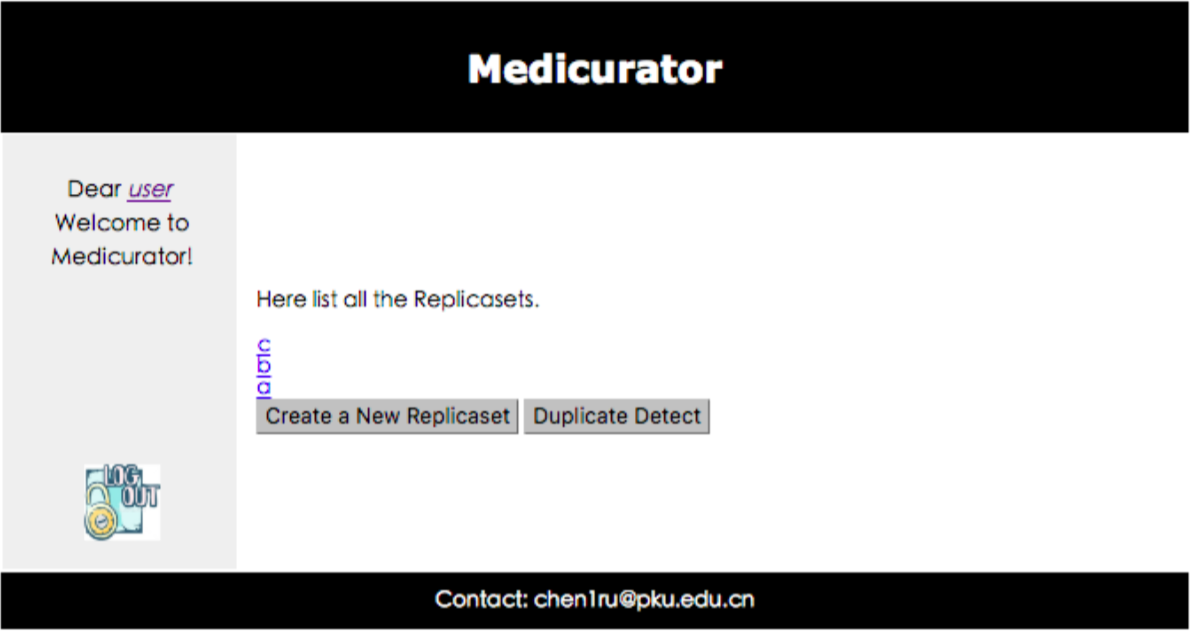 Medicurator
Dear user
Welcome to
Medicurator!
Here list all the Replicasets.
Create a New Replicaset Duplicate Detect
LOG
OUT
Contact: chen1ru@pku.edu.cn